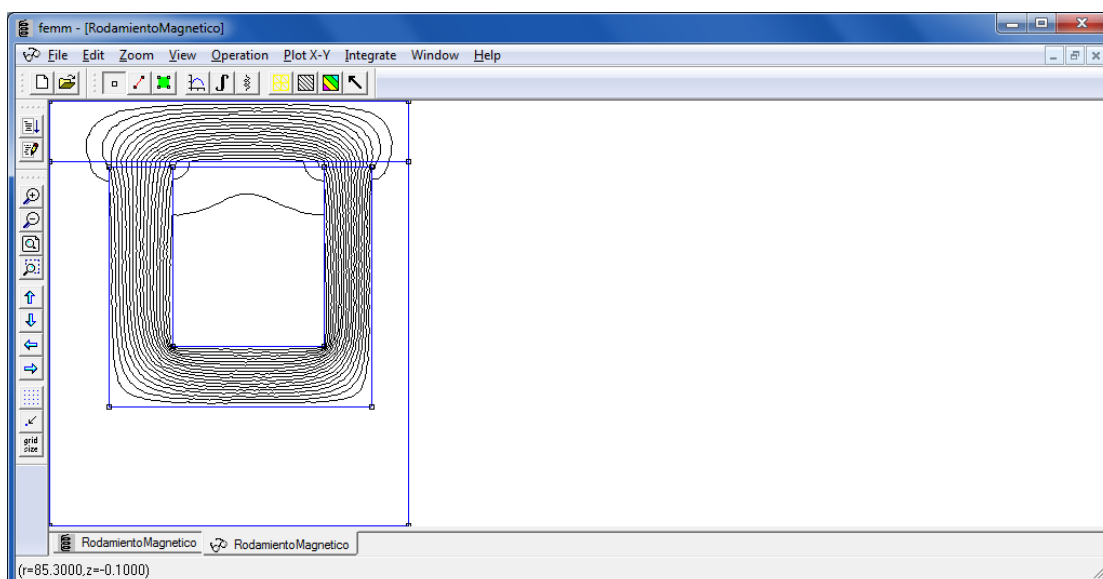 femm - [RodamientoMagnetico]
File Edit Zoom View Operation Plot X-Y Integrate Window Help
grid
size
RodamientoMagnetico RodamientoMagnetico
(r=85.3000,z=-0.1000)